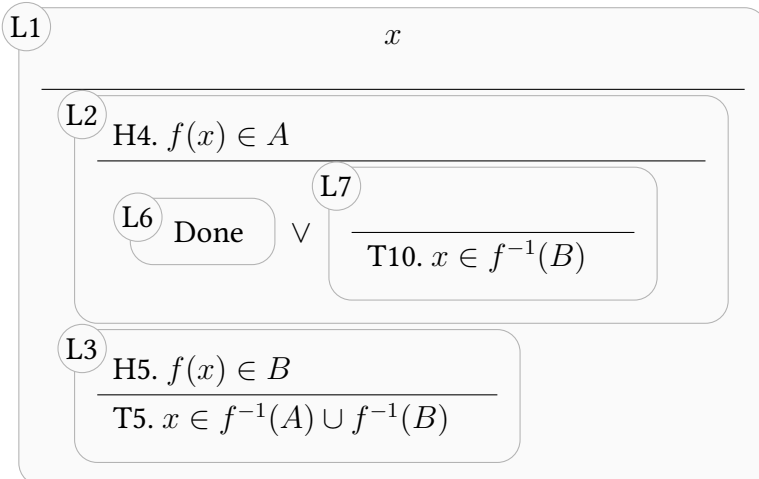 L1
x
L2
H4. f(x) ∈ A
L6 Done ∨ L7
T10. x ∈ f⁻¹(B)
L3
H5. f(x) ∈ B
T5. x ∈ f⁻¹(A) ∪ f⁻¹(B)